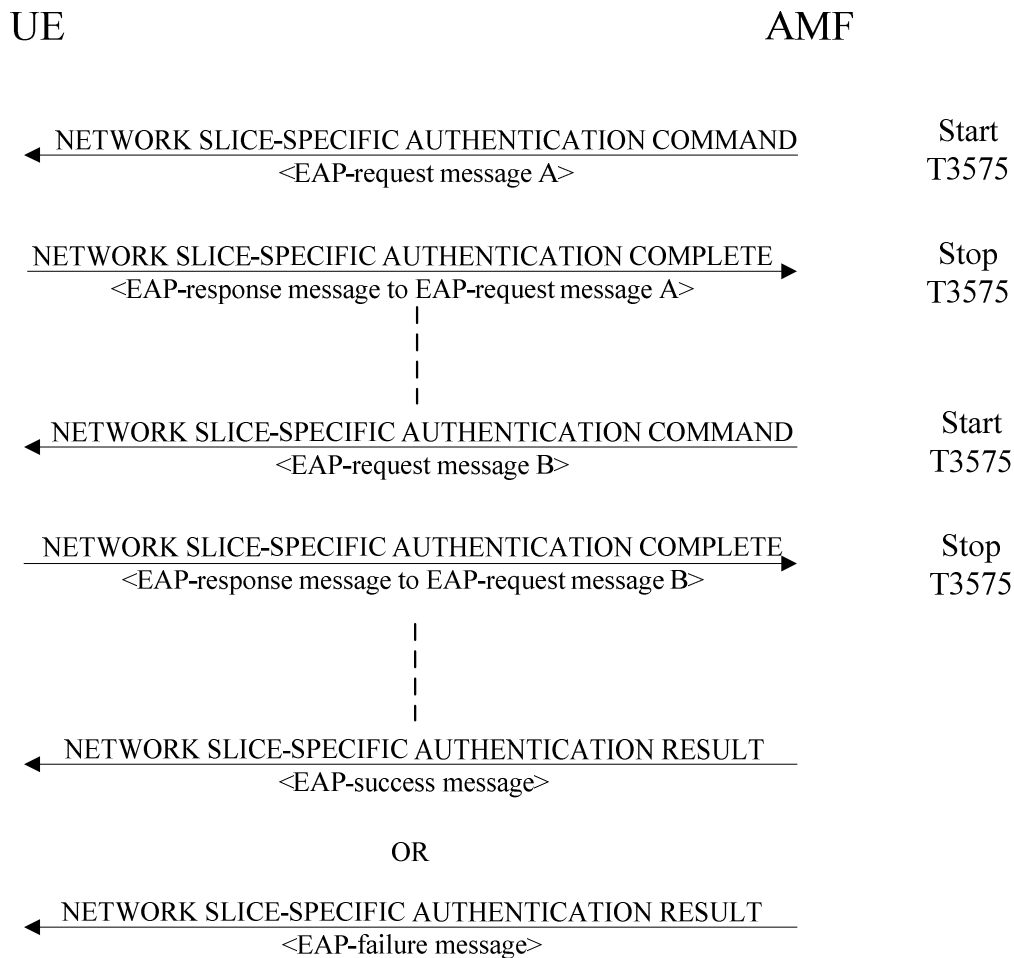 UE
AMF
NETWORK SLICE-SPECIFIC AUTHENTICATION COMMAND
<EAP-request message A>
Start
T3575
NETWORK SLICE-SPECIFIC AUTHENTICATION COMPLETE
<EAP-response message to EAP-request message A>
Stop
T3575
NETWORK SLICE-SPECIFIC AUTHENTICATION COMMAND
<EAP-request message B>
Start
T3575
NETWORK SLICE-SPECIFIC AUTHENTICATION COMPLETE
<EAP-response message to EAP-request message B>
Stop
T3575
NETWORK SLICE-SPECIFIC AUTHENTICATION RESULT
<EAP-success message>
OR
NETWORK SLICE-SPECIFIC AUTHENTICATION RESULT
<EAP-failure message>